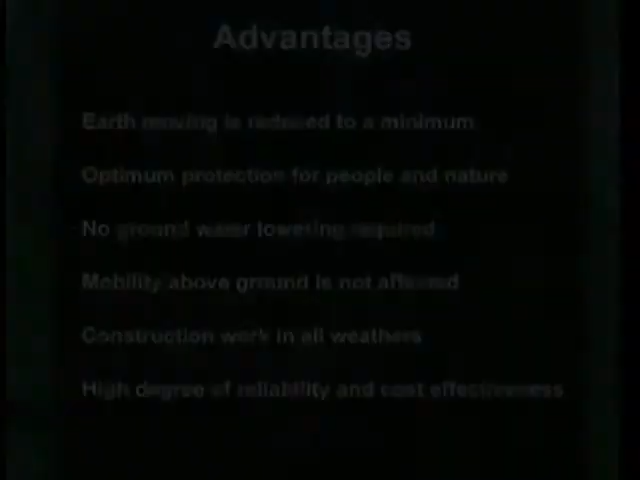 Advantages
Earth moving is reduced to a minimum
Optimum protection for people and nature
No ground water lowering required
Mobility above ground is not affected
Construction work in all weathers
High degree of reliability and cost effectiveness